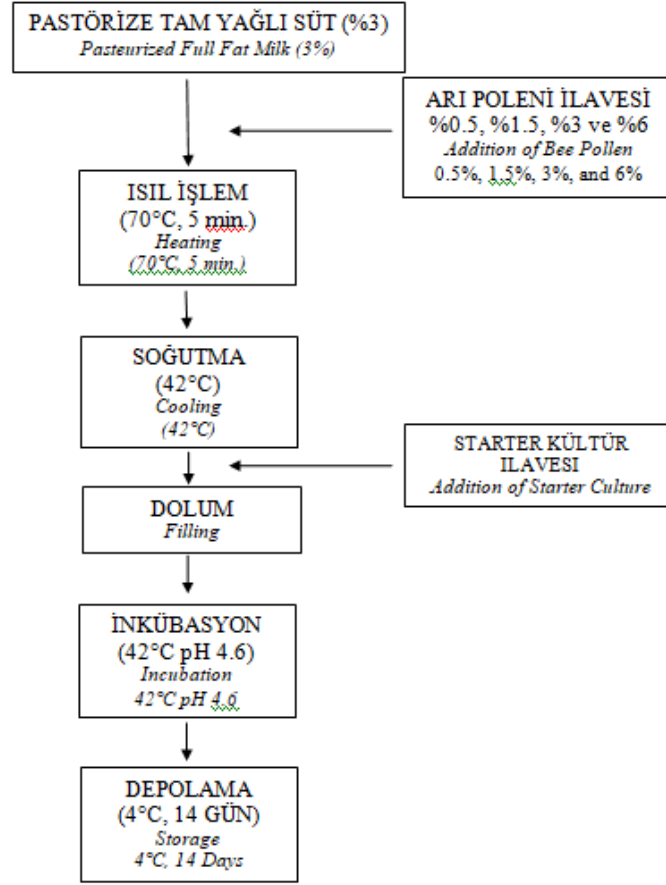 PASTÖRİZE TAM YAĞLI SÜT (%3)
Pasteurized Full Fat Milk (3%)
ARI POLENİ İLAVESİ
%0.5, %1.5, %3 ve %6
Addition of Bee Pollen
0.5%, 1.5%, 3%, and 6%
ISIL İŞLEM
(70°C, 5 min.)
Heating
(70°C, 5 min.)
SOĞUTMA
(42°C)
Cooling
(42°C)
STARTER KÜLTÜR
ILAVESI
Addition of Starter Culture
DOLUM
Filling
İNKÜBASYON
(42°C pH 4.6)
Incubation
42°C pH 4.6
DEPOLAMA
(4°C, 14 GÜN)
Storage
4°C, 14 Days